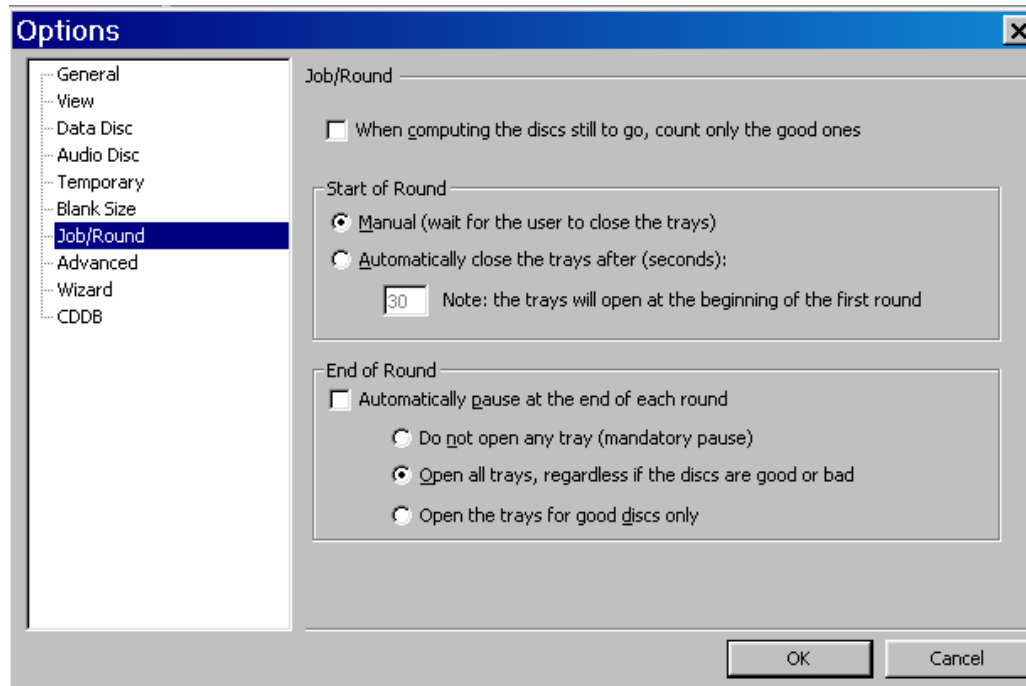 Options
General
View
Data Disc
Audio Disc
Temporary
Blank Size
Job/Round
Advanced
Wizard
CDDB
Job/Round
When computing the discs still to go, count only the good ones
Start of Round
Manual (wait for the user to close the trays)
Automatically close the trays after (seconds):
30 Note: the trays will open at the beginning of the first round
End of Round
Automatically pause at the end of each round
Do not open any tray (mandatory pause)
Open all trays, regardless if the discs are good or bad
Open the trays for good discs only
OK Cancel